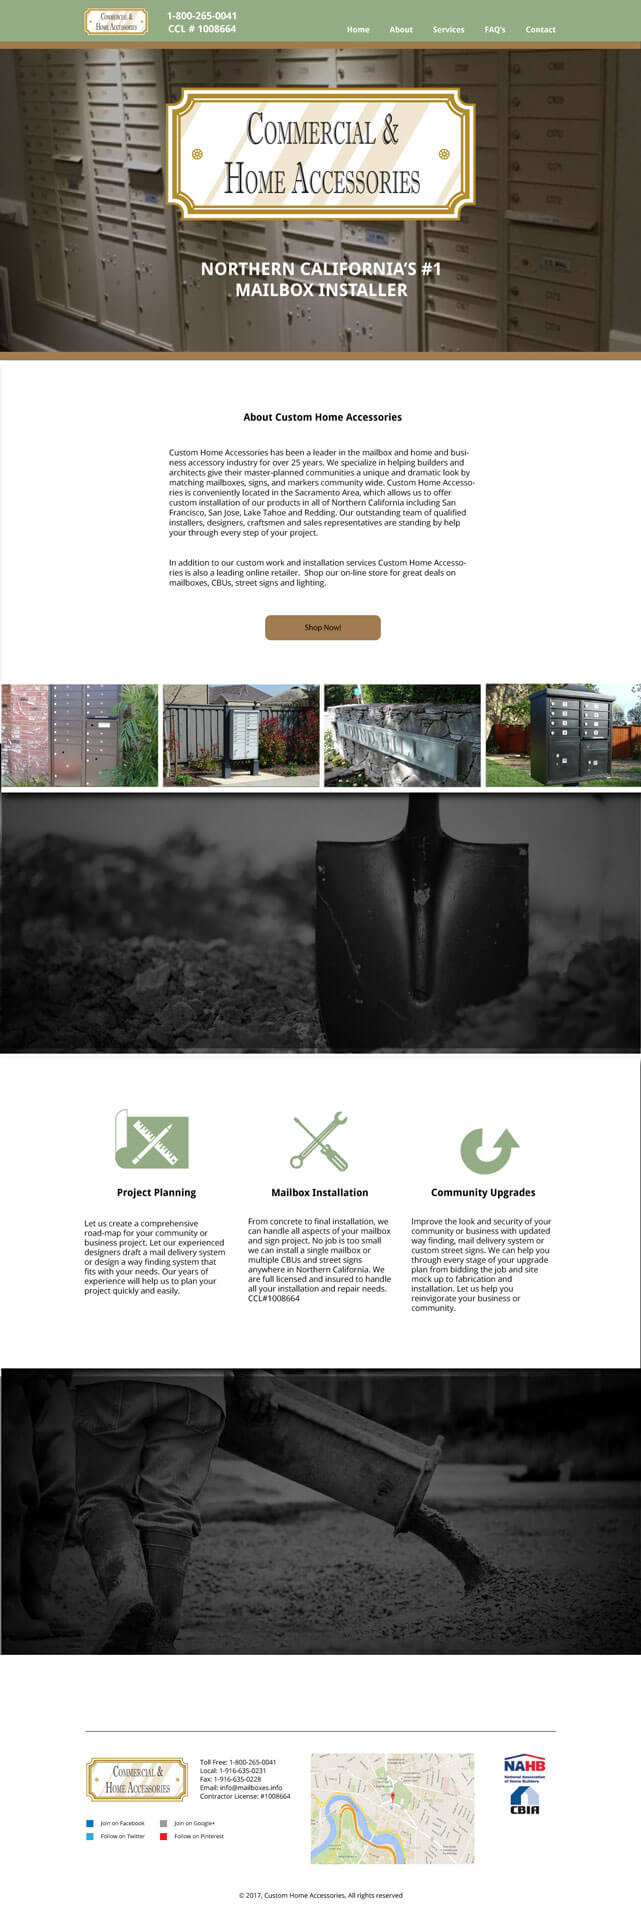 Commercial &
Home Accessories
1-800-265-0041
CCL # 1008664
Home About Services FAQ's Contact
Commercial &
Home Accessories
NORTHERN CALIFORNIA'S #1
MAILBOX INSTALLER
About Custom Home Accessories
Custom Home Accessories has been a leader in the mailbox and home and busi-
ness accessory industry for over 25 years. We specialize in helping builders and
architects give their master-planned communities a unique and dramatic look by
matching mailboxes, signs, and markers community wide. Custom Home Accesso-
ries is conveniently located in the Sacramento Area, which allows us to offer
custom installation of our products in all of Northern California including San
Francisco, San Jose, Lake Tahoe and Redding. Our outstanding team of qualified
installers, designers, craftsmen and sales representatives are standing by help
your through every step of your project.
In addition to our custom work and installation services Custom Home Accesso-
ries is also a leading online retailer. Shop our on-line store for great deals on
mailboxes, CBUs, street signs and lighting.
Shop Now!
Project Planning
Let us create a comprehensive
road-map for your community or
business project. Let our experienced
designers draft a mail delivery system
or design a way finding system that
fits with your needs. Our years of
experience will help us to plan your
project quickly and easily.
Mailbox Installation
From concrete to final installation, we
can handle all aspects of your mailbox
and sign project. No job is too small
we can install a single mailbox or
multiple CBUs and street signs
anywhere in Northern California. We
are full licensed and insured to handle
all your installation and repair needs.
CCL#1008664
Community Upgrades
Improve the look and security of your
community or business with updated
way finding, mail delivery system or
custom street signs. We can help you
through every stage of your upgrade
plan from bidding the job and site
mock up to fabrication and
installation. Let us help you
reinvigorate your business or
community.
Commercial &
Home Accessories
Join on Facebook
Join on Google+
Follow on Twitter
Follow on Pinterest
Toll Free: 1-800-265-0041
Local: 1-916-635-0231
Fax: 1-916-635-0228
Email: info@mailboxes.info
Contractor License: #1008664
NAHB
National Association
of Home Builders
CBIA
© 2017, Custom Home Accessories, All rights reserved